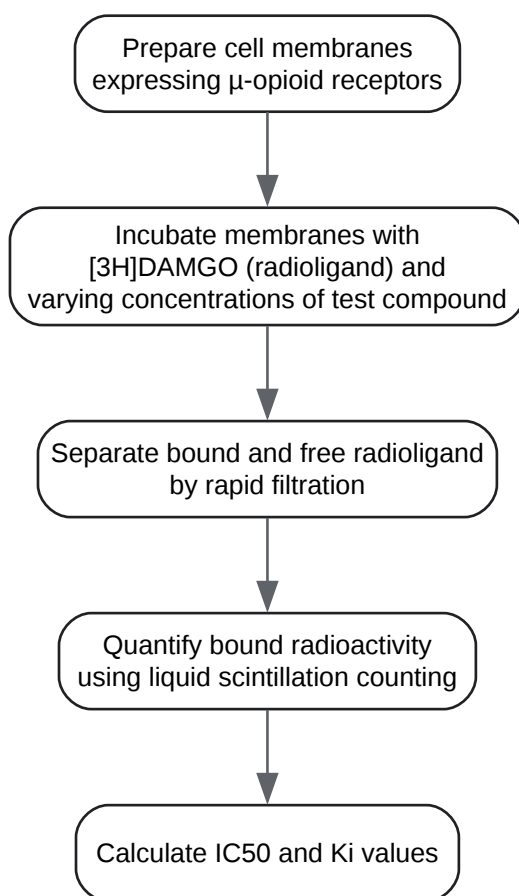 Prepare cell membranes
expressing µ-opioid receptors
Incubate membranes with
[3H]DAMGO (radioligand) and
varying concentrations of test compound
Separate bound and free radioligand
by rapid filtration
Quantify bound radioactivity
using liquid scintillation counting
Calculate IC50 and Ki values